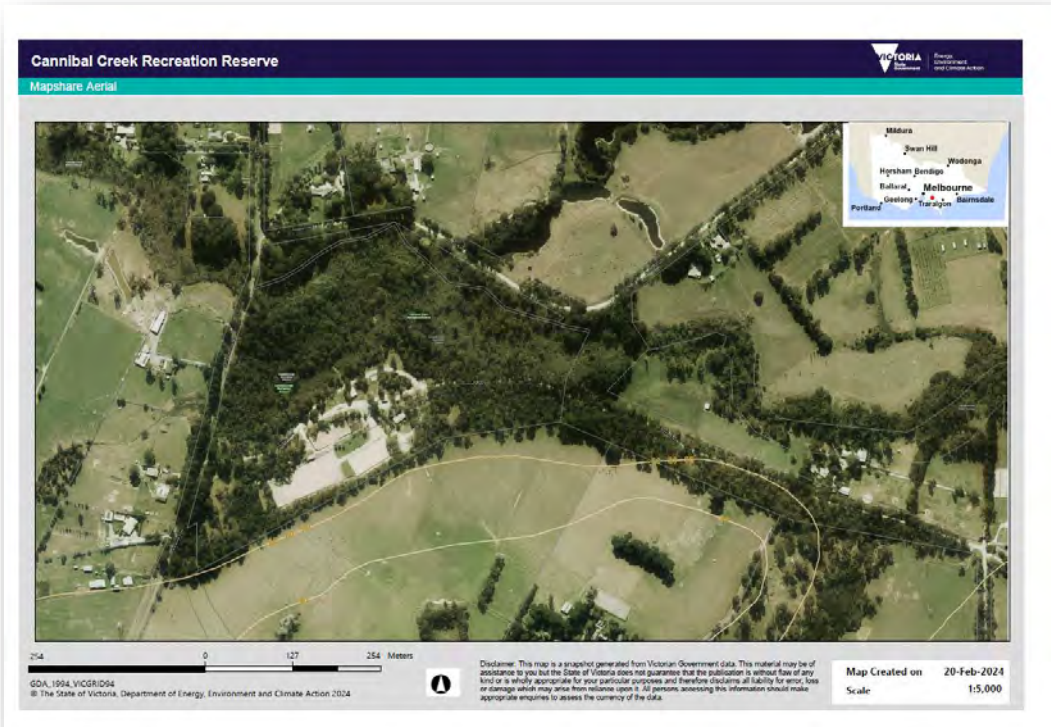 Cannibal Creek Recreation Reserve
VICTORIA
State
Government
Energy,
Environment
and Climate Action
Mapshare Aerial
Mildura
Swan Hill
Wodonga
Horsham Bendigo
Ballarat
Melbourne
Geelong
Traralgon
Bairnsdale
Portland
254 0 127 254 Meters
GDA_1994_VICGRID94
© The State of Victoria, Department of Energy, Environment and Climate Action 2024
Disclaimer: This map is a snapshot generated from Victorian Government data. This material may be of
assistance to you but the State of Victoria does not guarantee that the publication is without flaw of any
kind or is wholly appropriate for your particular purposes and therefore disclaims all liability for error, loss
or damage which may arise from reliance upon it. All persons accessing this information should make
appropriate enquiries to assess the currency of the data.
Map Created on 20-Feb-2024
Scale 1:5,000